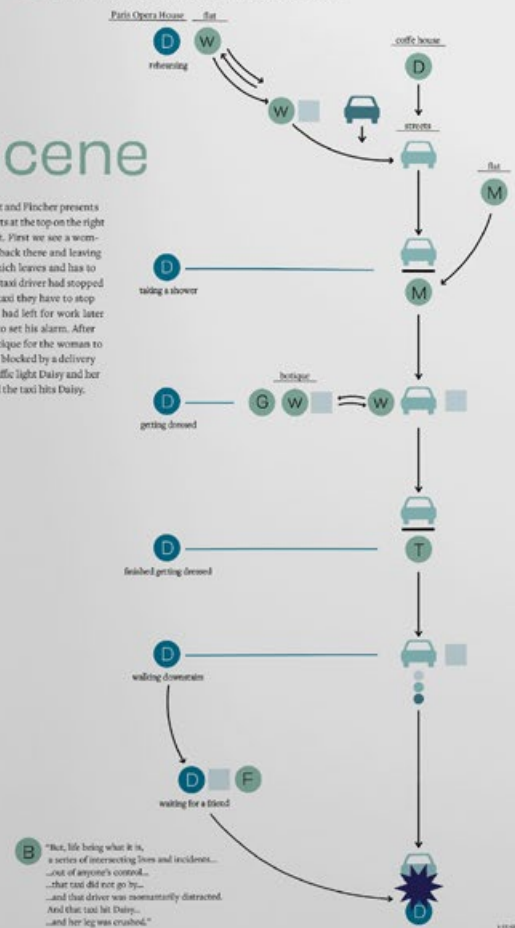 Paris Opera House
flat
D
W
rehearsing
coffe house
D
W
streets
cene
flat
M
t and Fincher presents
ts at the top on the right
t. First we see a wom-
back there and leaving
ich leaves and has to
taxi driver had stopped
taxi they have to stop
had left for work later
o set his alarm. After
tique for the woman to
blocked by a delivery
ffic light Daisy and her
d the taxi hits Daisy.
D
taking a shower
M
botique
D
G
W
W
getting dressed
D
T
finished getting dressed
D
walking downstairs
D
F
waiting for a friend
B
"But, life being what it is,
a series of intersecting lives and incidents...
...out of anyone's control...
...that taxi did not go by...
...and that driver was momentarily distracted.
And that taxi hit Daisy...
...and her leg was crushed."
D